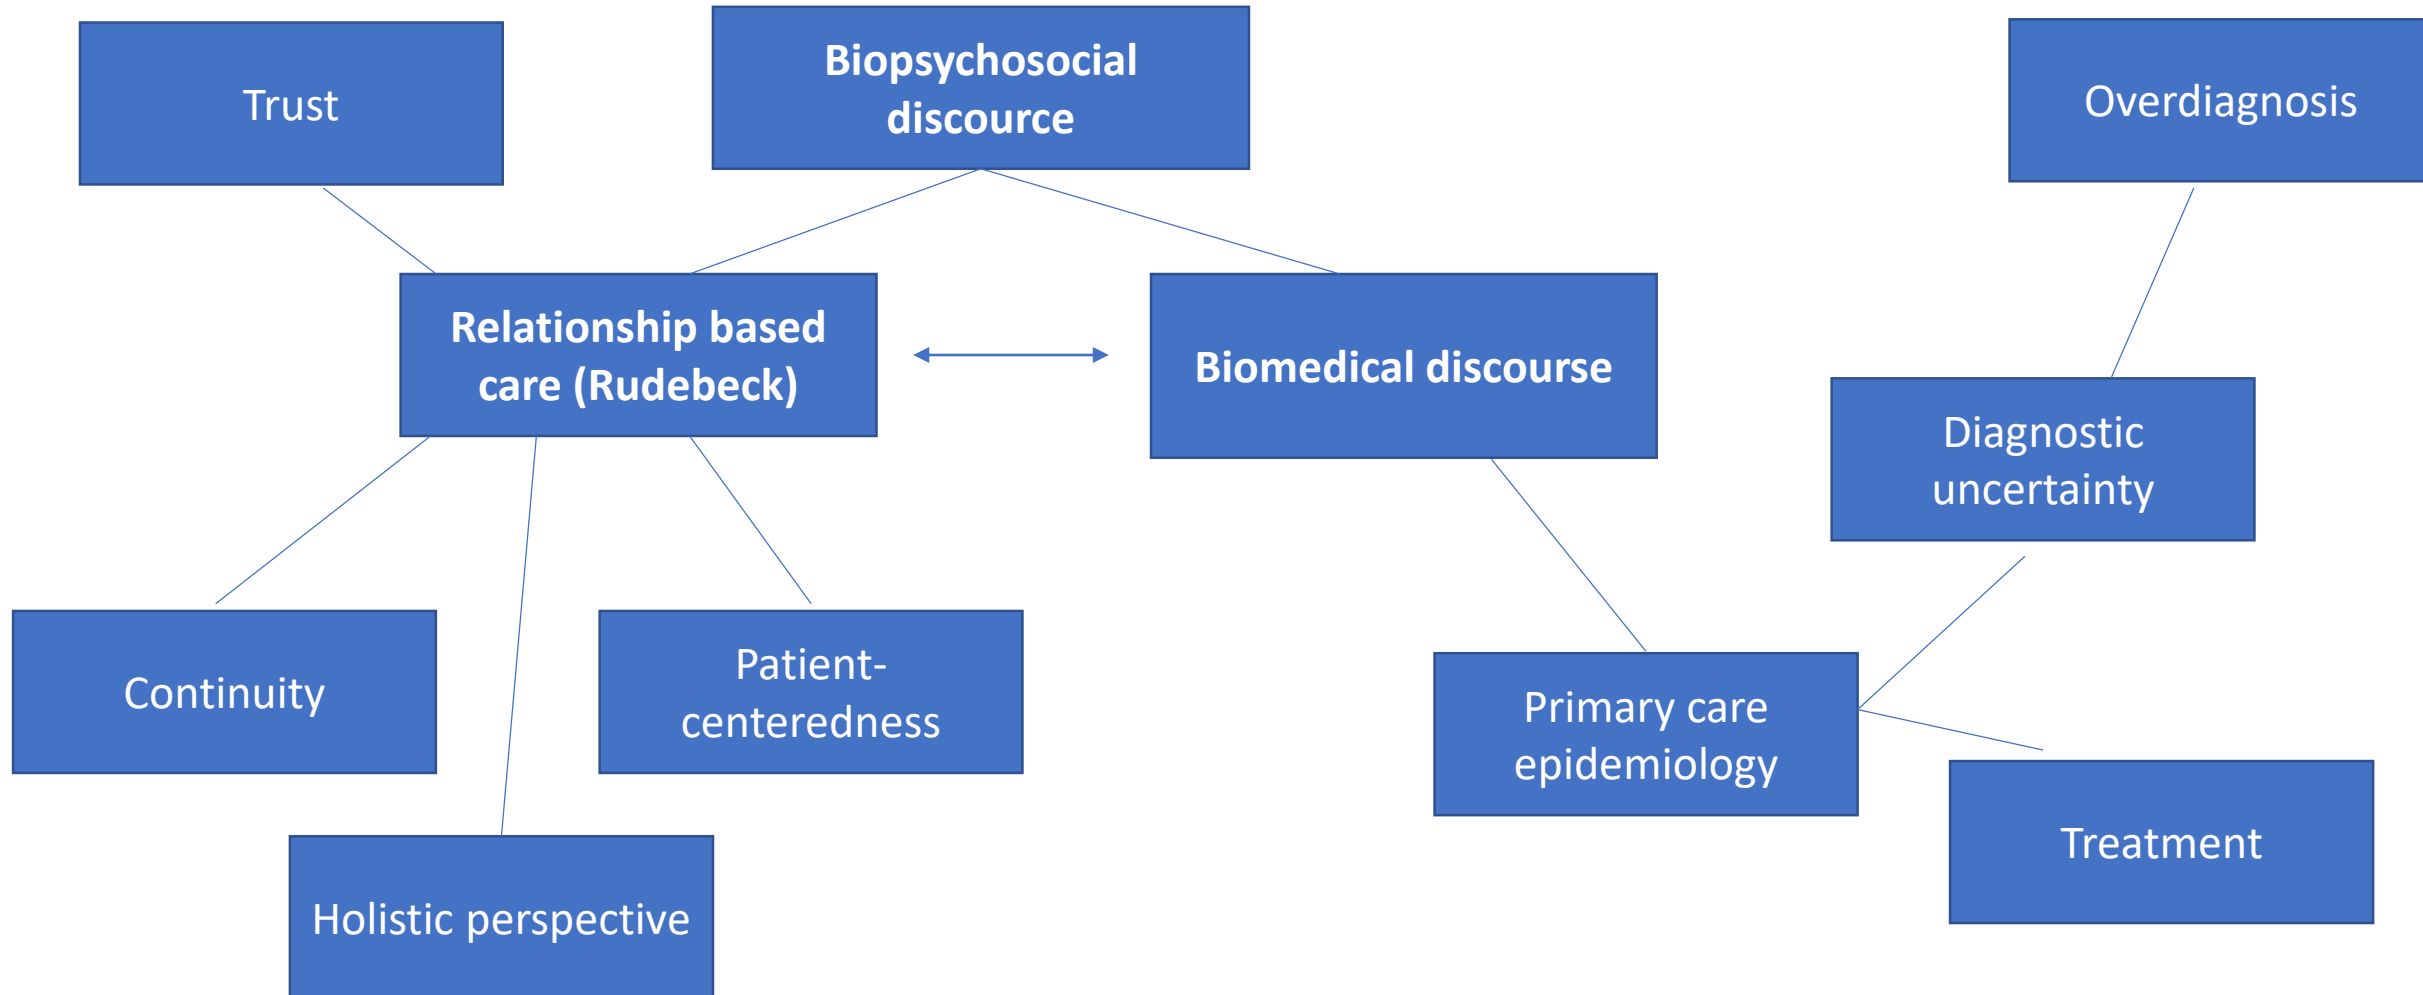 Trust
Biopsychosocial
discource
Overdiagnosis
Relationship based
care (Rudebeck)
Biomedical discourse
Diagnostic
uncertainty
Continuity
Patient-
centeredness
Primary care
epidemiology
Holistic perspective
Treatment